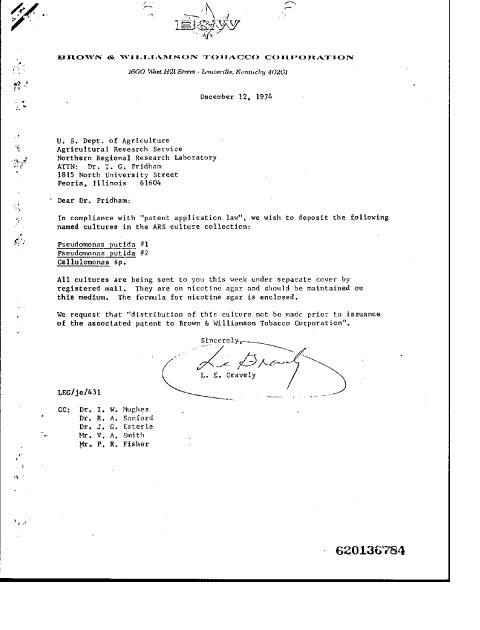 B&W
BROWN & WILLIAMSON TOBACCO CORPORATION
1600 West Hill Street - Louisville, Kentucky 40201
December 12, 1974
U. S. Dept. of Agriculture
Agricultural Research Service
Northern Regional Research Laboratory
ATTN: Dr. T. G. Pridham
1815 North University Street
Peoria, Illinois 61604
Dear Dr. Pridham:
In compliance with "patent application law", we wish to deposit the following
named cultures in the ARS culture collection:
Pseudomonas putida #1
Pseudomonas putida #2
Cellulomonas sp.
All cultures are being sent to you this week under separate cover by
registered mail. They are on nicotine agar and should be maintained on
this medium. The formula for nicotine agar is enclosed.
We request that "distribution of this culture not be made prior to issuance
of the associated patent to Brown & Williamson Tobacco Corporation".
Sincerely,
L. E. Gravely
L. E. Gravely
LEG/je/431
CC: Dr. I. W. Hughes
Dr. R. A. Sanford
Dr. J. G. Esterle
Mr. V. A. Smith
Mr. P. R. Fisher
620136784